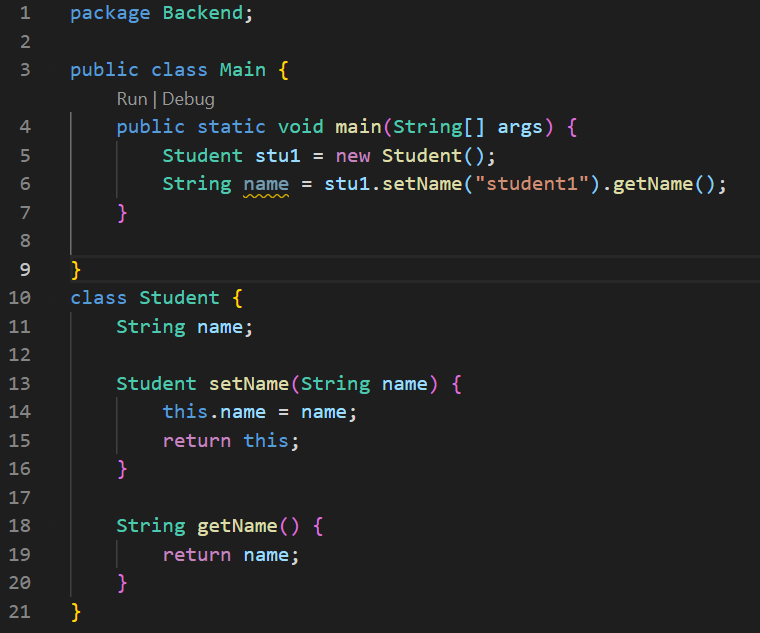 1 package Backend;
2
3 public class Main {
Run | Debug
4 public static void main(String[] args) {
5 Student stu1 = new Student();
6 String name = stu1.setName("student1").getName();
7 }
8
9 }
10 class Student {
11 String name;
12
13 Student setName(String name) {
14 this.name = name;
15 return this;
16 }
17
18 String getName() {
19 return name;
20 }
21 }